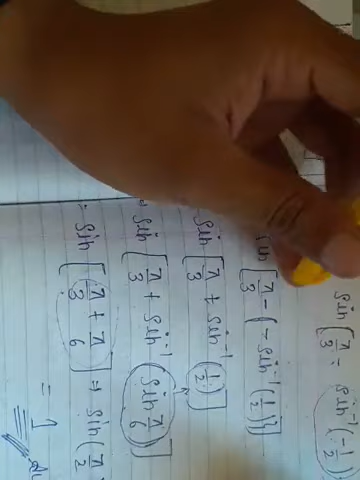 sin [π/3 - sin⁻¹(-1/2)
[π/3 - {- sin⁻¹(1/2)}]
sin [π/3 + sin⁻¹(1/2)]
⇒ sin [π/3 + sin⁻¹(sin π/6)]
∴ sin [π/3 + π/6] ⇒ sin(π/2
= 1